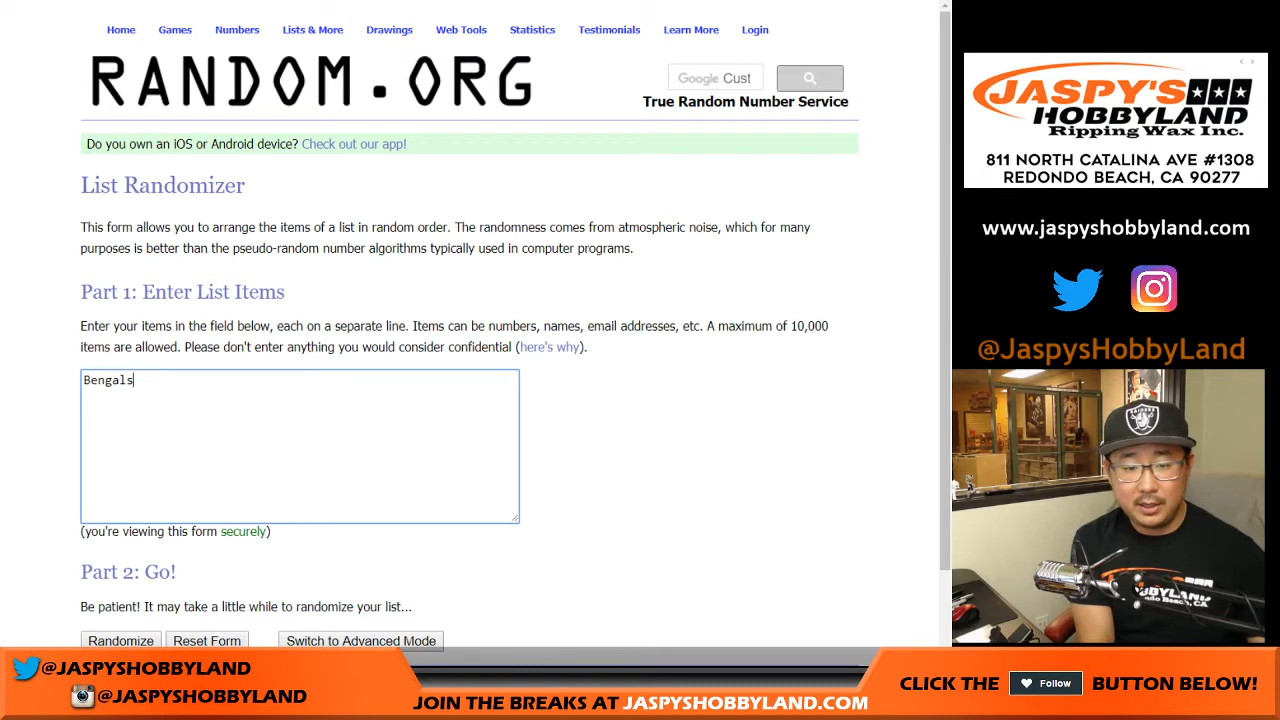 Home Games Numbers Lists & More Drawings Web Tools Statistics Testimonials Learn More Login
RANDOM.ORG
Google Cust
True Random Number Service
Do you own an iOS or Android device? Check out our app!
List Randomizer
This form allows you to arrange the items of a list in random order. The randomness comes from atmospheric noise, which for many
purposes is better than the pseudo-random number algorithms typically used in computer programs.
Part 1: Enter List Items
Enter your items in the field below, each on a separate line. Items can be numbers, names, email addresses, etc. A maximum of 10,000
items are allowed. Please don't enter anything you would consider confidential (here's why).
Bengals
(you're viewing this form securely)
Part 2: Go!
Be patient! It may take a little while to randomize your list...
Randomize Reset Form Switch to Advanced Mode
JASPY'S
HOBBYLAND
Ripping Wax Inc.
811 NORTH CATALINA AVE #1308
REDONDO BEACH, CA 90277
www.jaspyshobbyland.com
@JaspysHobbyLand
RAIDERS
@JASPYSHOBBYLAND
@JASPYSHOBBYLAND
JOIN THE BREAKS AT JASPYSHOBBYLAND.COM
CLICK THE Follow BUTTON BELOW!